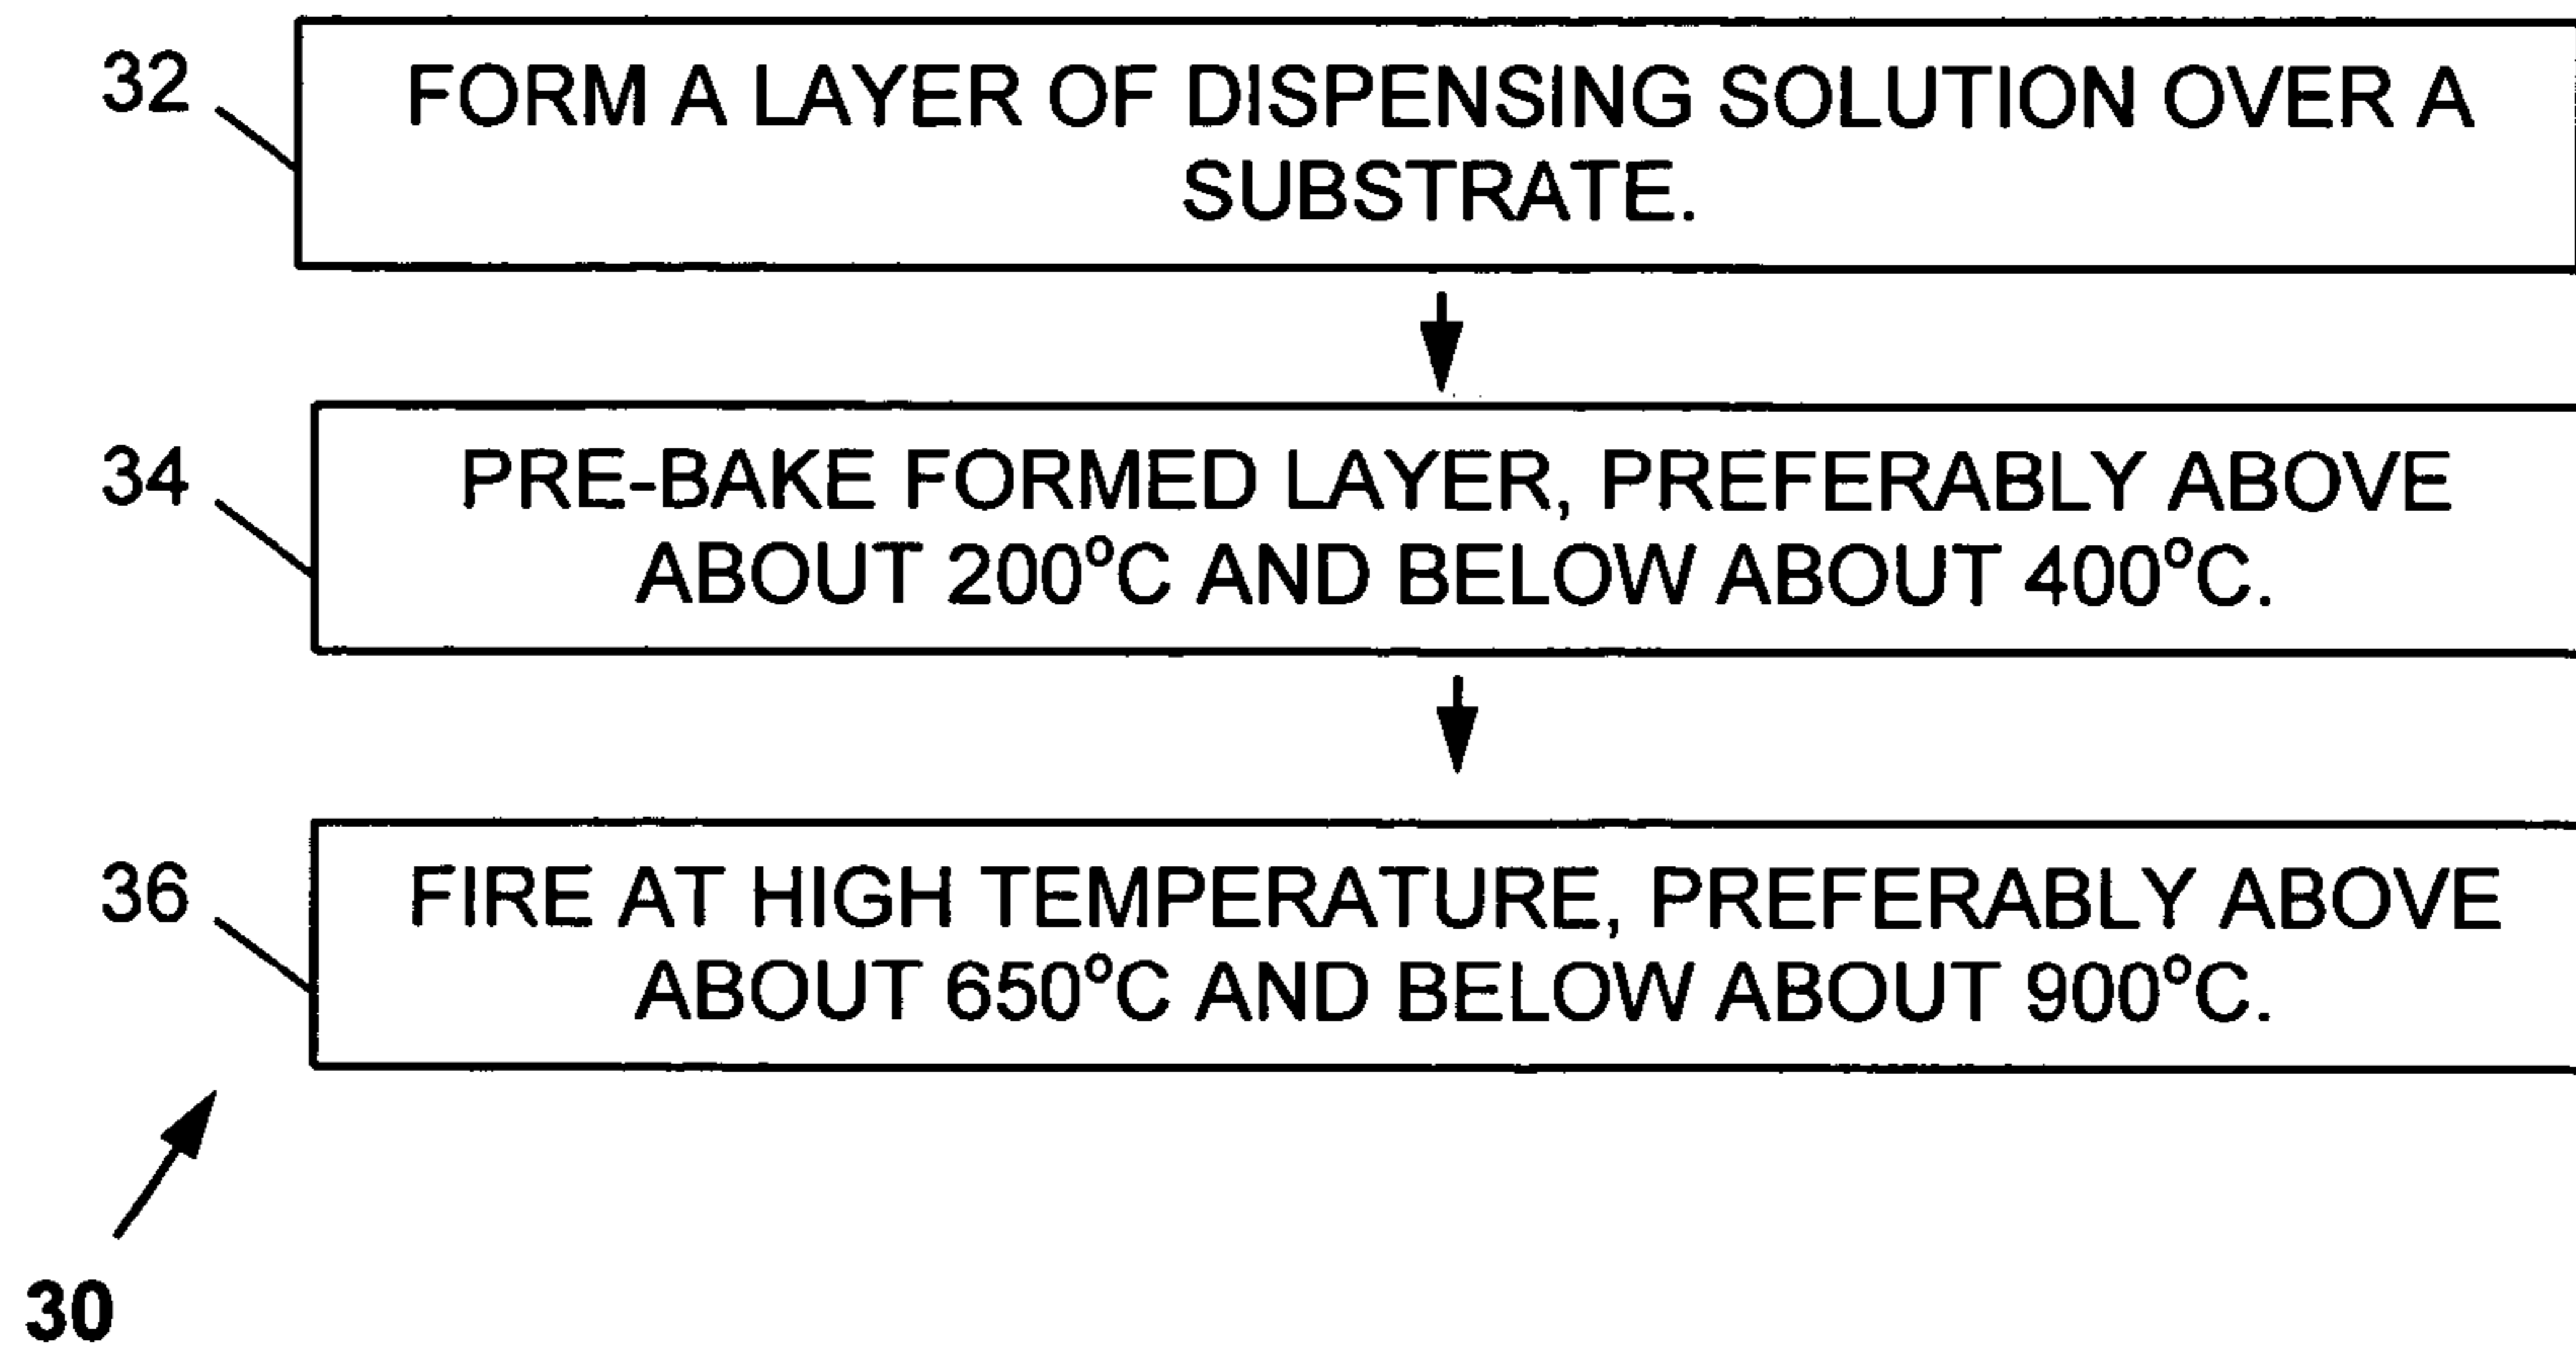 32
FORM A LAYER OF DISPENSING SOLUTION OVER A
SUBSTRATE.
34
PRE-BAKE FORMED LAYER, PREFERABLY ABOVE
ABOUT 200°C AND BELOW ABOUT 400°C.
36
FIRE AT HIGH TEMPERATURE, PREFERABLY ABOVE
ABOUT 650°C AND BELOW ABOUT 900°C.
30